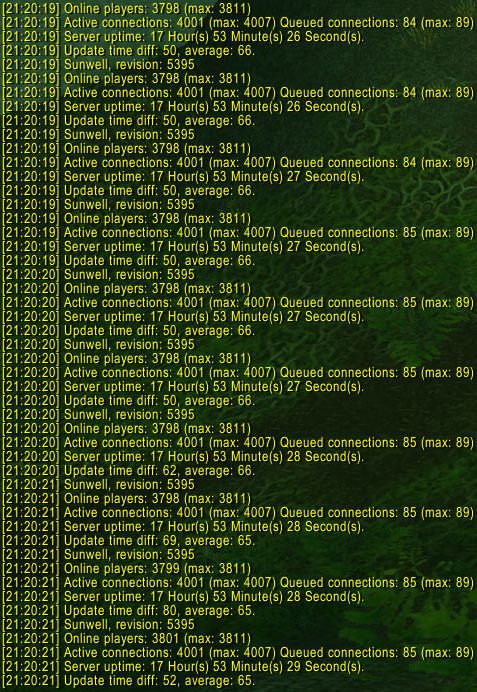 [21:20:19] Online players: 3798 (max: 3811)
[21:20:19] Active connections: 4001 (max: 4007) Queued connections: 84 (max: 89)
[21:20:19] Server uptime: 17 Hour(s) 53 Minute(s) 26 Second(s).
[21:20:19] Update time diff: 50, average: 66.
[21:20:19] Sunwell, revision: 5395
[21:20:19] Online players: 3798 (max: 3811)
[21:20:19] Active connections: 4001 (max: 4007) Queued connections: 84 (max: 89)
[21:20:19] Server uptime: 17 Hour(s) 53 Minute(s) 26 Second(s).
[21:20:19] Update time diff: 50, average: 66.
[21:20:19] Sunwell, revision: 5395
[21:20:19] Online players: 3798 (max: 3811)
[21:20:19] Active connections: 4001 (max: 4007) Queued connections: 84 (max: 89)
[21:20:19] Server uptime: 17 Hour(s) 53 Minute(s) 27 Second(s).
[21:20:19] Update time diff: 50, average: 66.
[21:20:19] Sunwell, revision: 5395
[21:20:19] Online players: 3798 (max: 3811)
[21:20:19] Active connections: 4001 (max: 4007) Queued connections: 85 (max: 89)
[21:20:19] Server uptime: 17 Hour(s) 53 Minute(s) 27 Second(s).
[21:20:19] Update time diff: 50, average: 66.
[21:20:20] Sunwell, revision: 5395
[21:20:20] Online players: 3798 (max: 3811)
[21:20:20] Active connections: 4001 (max: 4007) Queued connections: 85 (max: 89)
[21:20:20] Server uptime: 17 Hour(s) 53 Minute(s) 27 Second(s).
[21:20:20] Update time diff: 50, average: 66.
[21:20:20] Sunwell, revision: 5395
[21:20:20] Online players: 3798 (max: 3811)
[21:20:20] Active connections: 4001 (max: 4007) Queued connections: 85 (max: 89)
[21:20:20] Server uptime: 17 Hour(s) 53 Minute(s) 27 Second(s).
[21:20:20] Update time diff: 50, average: 66.
[21:20:20] Sunwell, revision: 5395
[21:20:20] Online players: 3798 (max: 3811)
[21:20:20] Active connections: 4001 (max: 4007) Queued connections: 85 (max: 89)
[21:20:20] Server uptime: 17 Hour(s) 53 Minute(s) 28 Second(s).
[21:20:20] Update time diff: 62, average: 66.
[21:20:21] Sunwell, revision: 5395
[21:20:21] Online players: 3798 (max: 3811)
[21:20:21] Active connections: 4001 (max: 4007) Queued connections: 85 (max: 89)
[21:20:21] Server uptime: 17 Hour(s) 53 Minute(s) 28 Second(s).
[21:20:21] Update time diff: 69, average: 65.
[21:20:21] Sunwell, revision: 5395
[21:20:21] Online players: 3799 (max: 3811)
[21:20:21] Active connections: 4001 (max: 4007) Queued connections: 85 (max: 89)
[21:20:21] Server uptime: 17 Hour(s) 53 Minute(s) 28 Second(s).
[21:20:21] Update time diff: 80, average: 65.
[21:20:21] Sunwell, revision: 5395
[21:20:21] Online players: 3801 (max: 3811)
[21:20:21] Active connections: 4001 (max: 4007) Queued connections: 85 (max: 89)
[21:20:21] Server uptime: 17 Hour(s) 53 Minute(s) 29 Second(s).
[21:20:21] Update time diff: 52, average: 65.